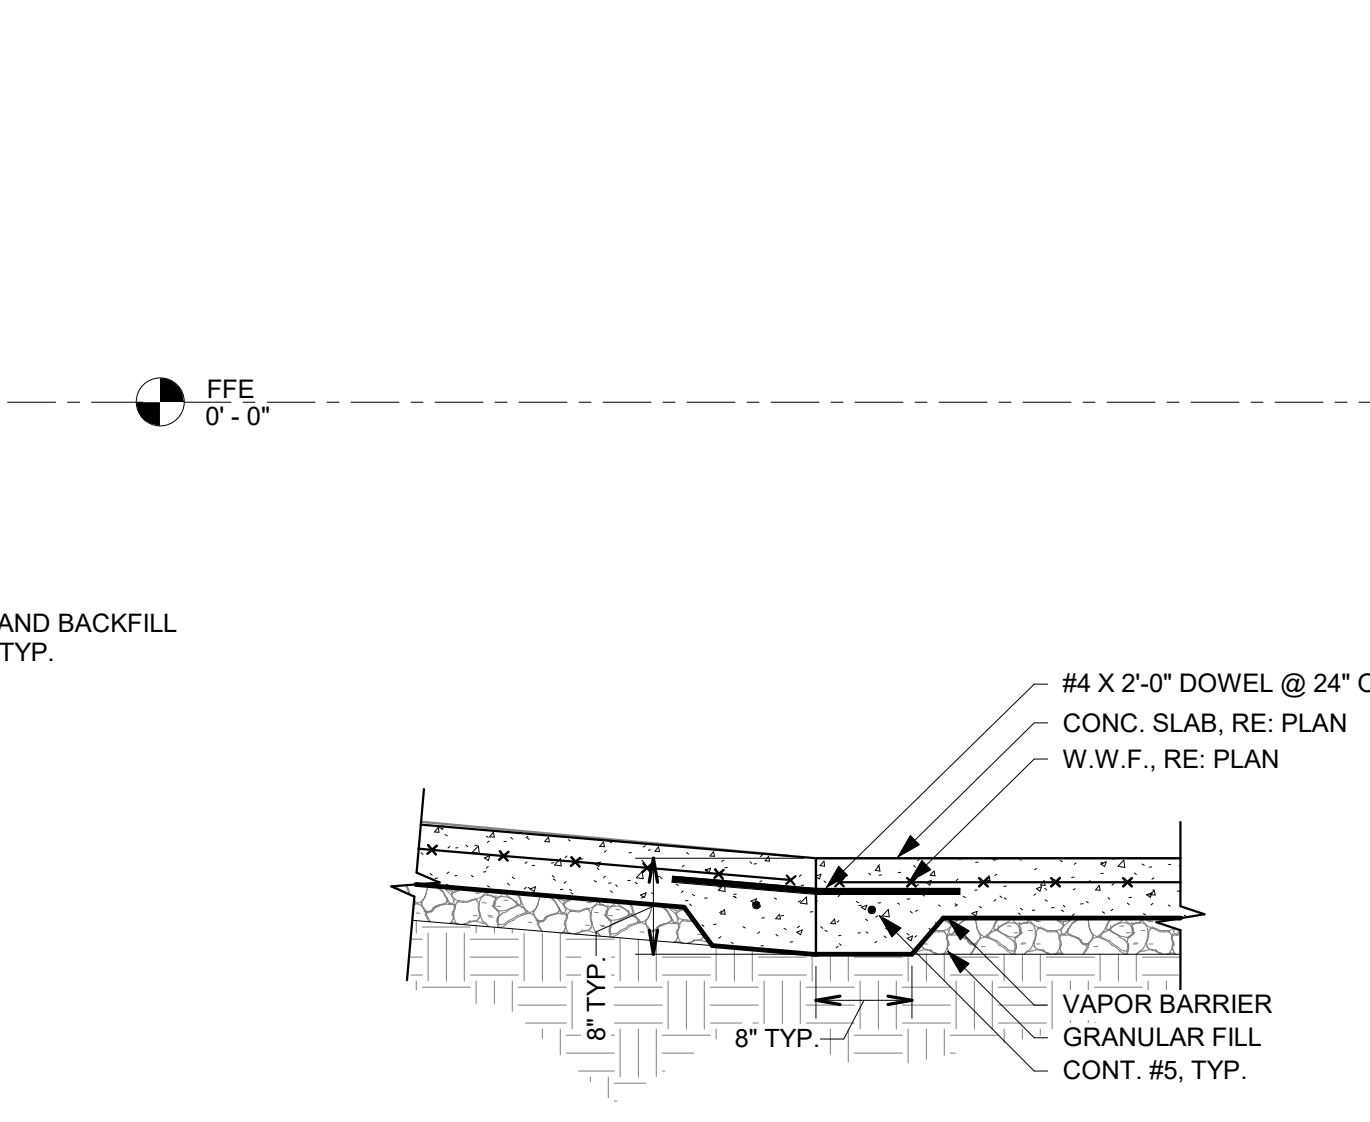 FFE
0' - 0"
AND BACKFILL
TYP.
#4 X 2'-0" DOWEL @ 24"
CONC. SLAB, RE: PLAN
W.W.F., RE: PLAN
8" TYP.
8" TYP.
VAPOR BARRIER
GRANULAR FILL
CONT. #5, TYP.